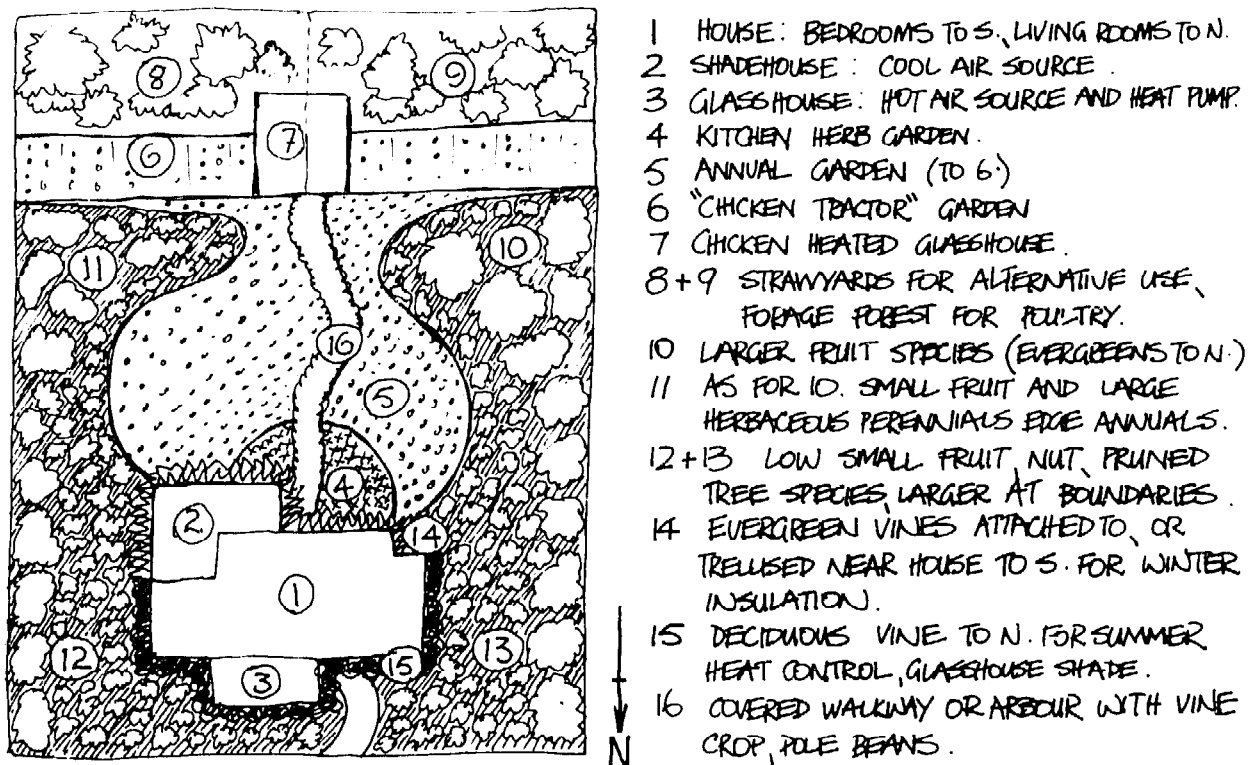 1 HOUSE: BEDROOMS TO S., LIVING ROOMS TO N.
2 SHADEHOUSE: COOL AIR SOURCE.
3 GLASSHOUSE: HOT AIR SOURCE AND HEAT PUMP.
4 KITCHEN HERB GARDEN.
5 ANNUAL GARDEN (TO 6.)
6 "CHICKEN TRACTOR" GARDEN
7 CHICKEN HEATED GLASSHOUSE.
8+9 STRAWYARDS FOR ALTERNATIVE USE,
FORAGE FOREST FOR POULTRY.
10 LARGER FRUIT SPECIES (EVERGREENS TO N.)
11 AS FOR 10. SMALL FRUIT AND LARGE
HERBACEOUS PERENNIALS EDGE ANNUALS.
12+13 LOW SMALL FRUIT, NUT, PRUNED
TREE SPECIES, LARGER AT BOUNDARIES.
14 EVERGREEN VINES ATTACHED TO, OR
TRELLISED NEAR HOUSE TO S. FOR WINTER
INSULATION.
15 DECIDUOUS VINE TO N. FOR SUMMER
HEAT CONTROL, GLASSHOUSE SHADE.
16 COVERED WALKWAY OR ARBOUR WITH VINE
CROP, POLE BEANS.
8
9
7
6
10
11
16
5
4
2
14
1
12
15
13
3
N